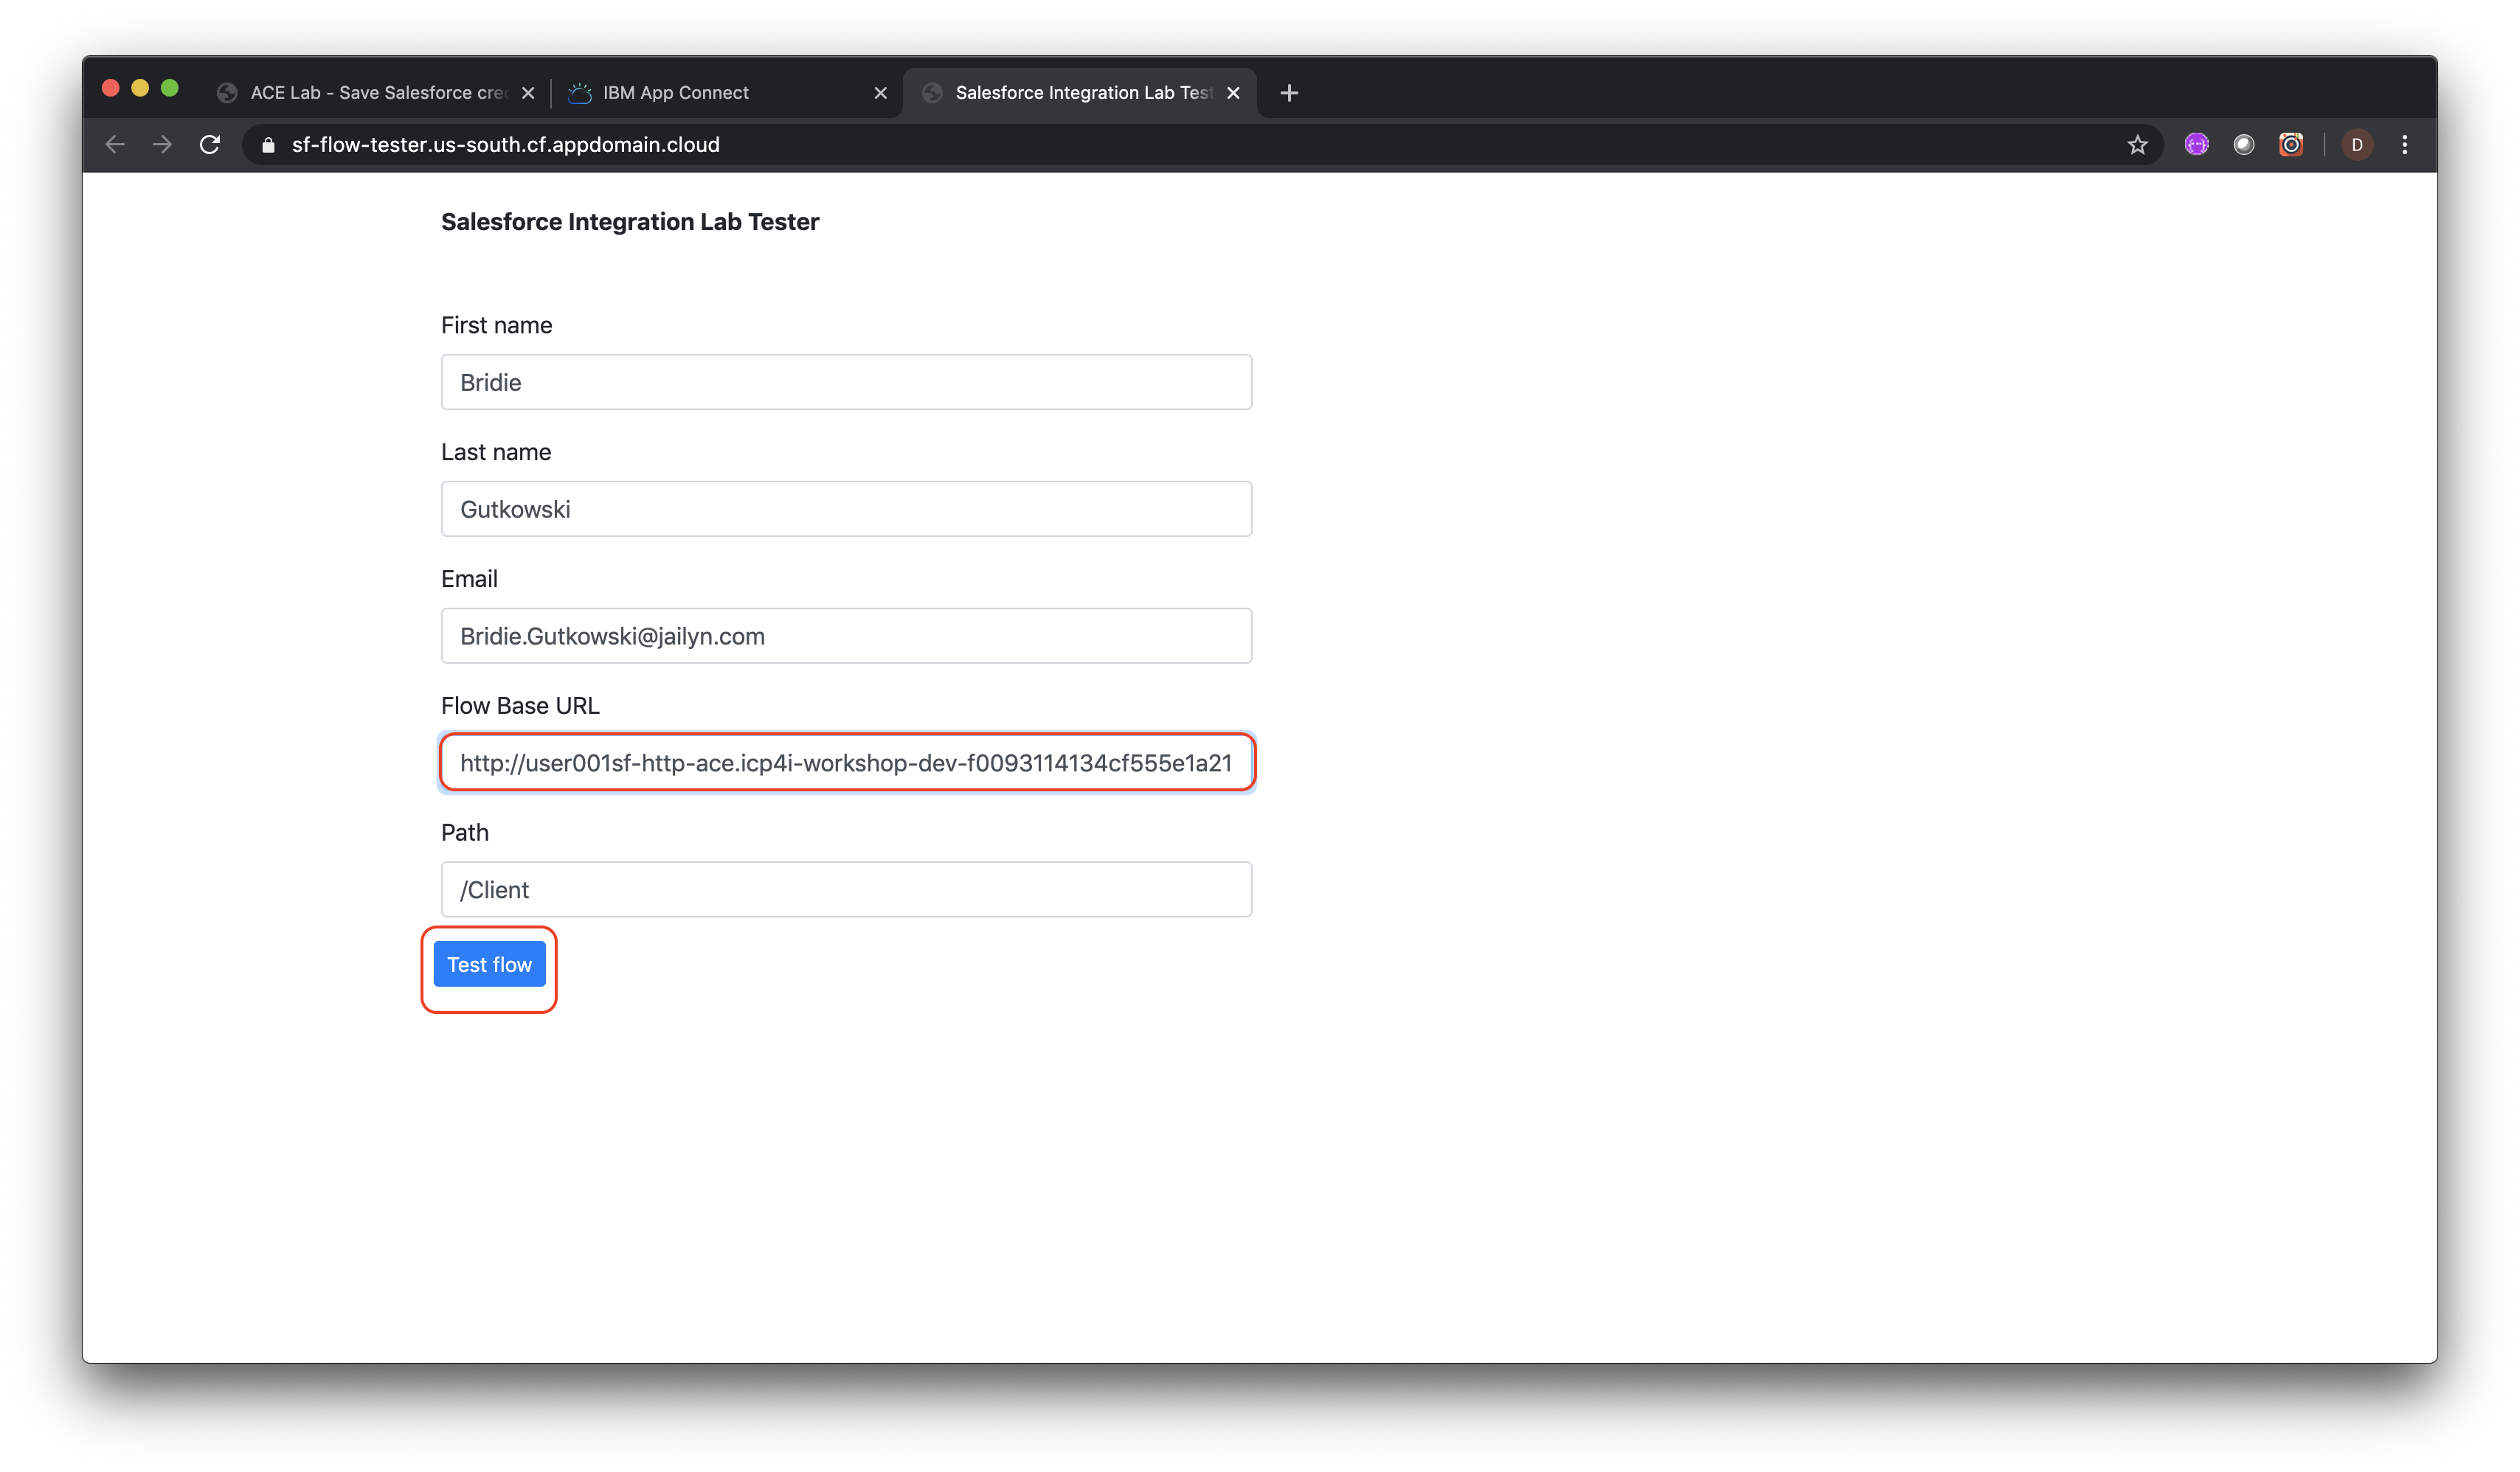 ACE Lab - Save Salesforce cre
IBM App Connect
Salesforce Integration Lab Test
sf-flow-tester.us-south.cf.appdomain.cloud
D
Salesforce Integration Lab Tester
First name
Bridie
Last name
Gutkowski
Email
Bridie.Gutkowski@jailyn.com
Flow Base URL
http://user001sf-http-ace.icp4i-workshop-dev-f0093114134cf555e1a21
Path
/Client
Test flow